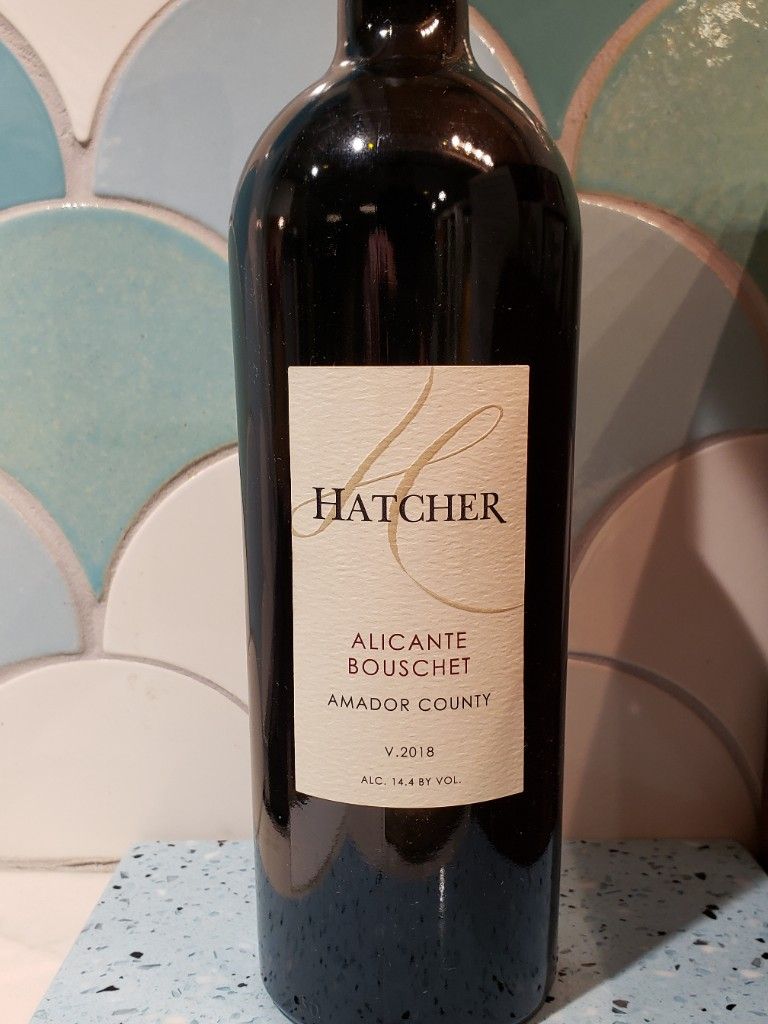 HATCHER
ALICANTE
BOUSCHET
AMADOR COUNTY
V.2018
ALC. 14.4 BY VOL.